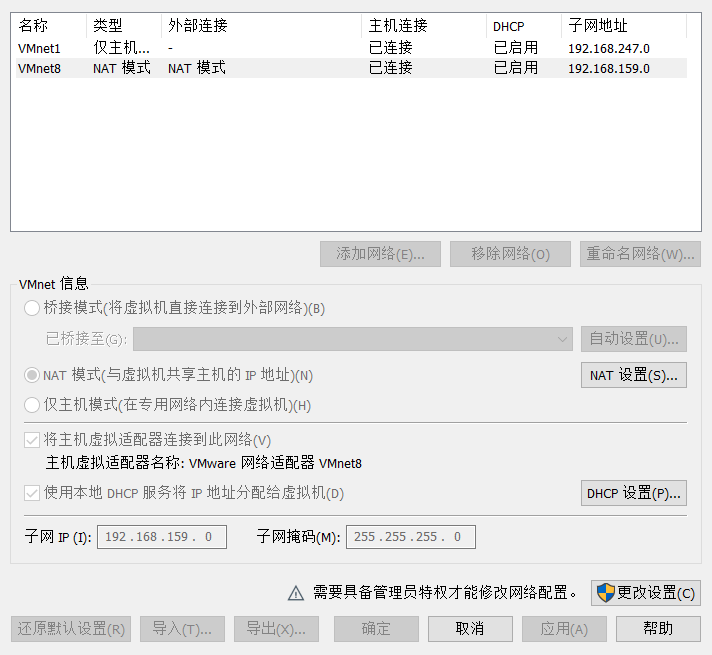 名称 类型 外部连接 主机连接 DHCP 子网地址
VMnet1 仅主机... - 已连接 已启用 192.168.247.0
VMnet8 NAT 模式 NAT 模式 已连接 已启用 192.168.159.0
添加网络(E)... 移除网络(O) 重命名网络(W)...
VMnet 信息
桥接模式(将虚拟机直接连接到外部网络)(B)
已桥接至(G): 自动设置(U)...
NAT 模式(与虚拟机共享主机的 IP 地址)(N) NAT 设置(S)...
仅主机模式(在专用网络内连接虚拟机)(H)
将主机虚拟适配器连接到此网络(V)
主机虚拟适配器名称: VMware 网络适配器 VMnet8
使用本地 DHCP 服务将 IP 地址分配给虚拟机(D) DHCP 设置(P)...
子网 IP (I): 192.168.159. 0 子网掩码(M): 255.255.255. 0
需要具备管理员特权才能修改网络配置。 更改设置(C)
还原默认设置(R) 导入(T)... 导出(X)... 确定 取消 应用(A) 帮助